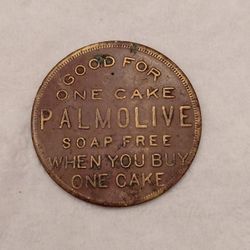 GOOD FOR
ONE CAKE
PALMOLIVE
SOAP FREE
WHEN YOU BUY
ONE CAKE